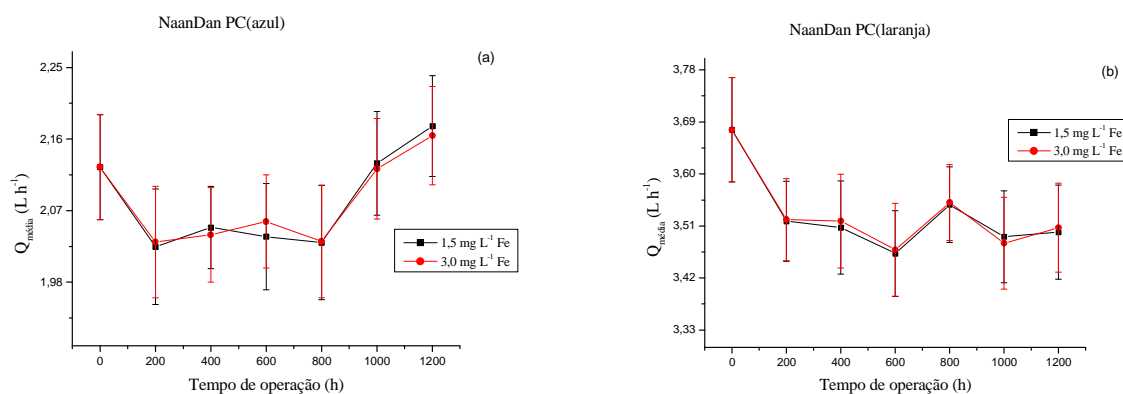 NaanDan PC(azul)
(a)
2,25
2,16
2,07
1,98
Q média (L h-1)
1,5 mg L-1 Fe
3,0 mg L-1 Fe
0 200 400 600 800 1000 1200
Tempo de operação (h)
NaanDan PC(laranja)
(b)
3,78
3,69
3,60
3,51
3,42
3,33
Q média (L h-1)
1,5 mg L-1 Fe
3,0 mg L-1 Fe
0 200 400 600 800 1000 1200
Tempo de operação (h)